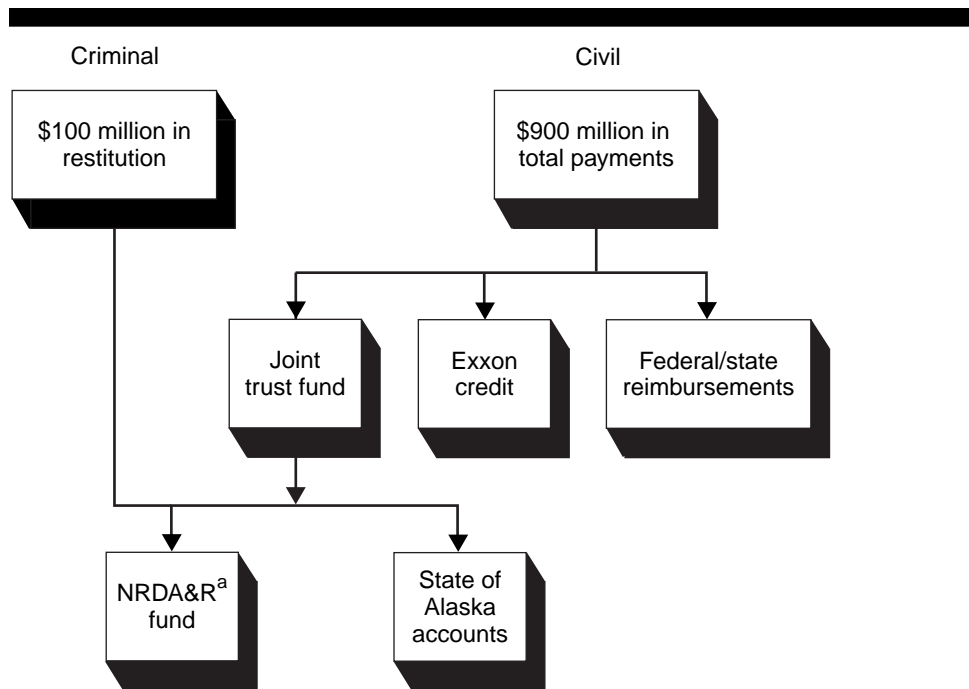 Criminal
Civil
$100 million in
restitution
$900 million in
total payments
Joint
trust fund
Exxon
credit
Federal/state
reimbursements
NRDA&Rª
fund
State of
Alaska
accounts